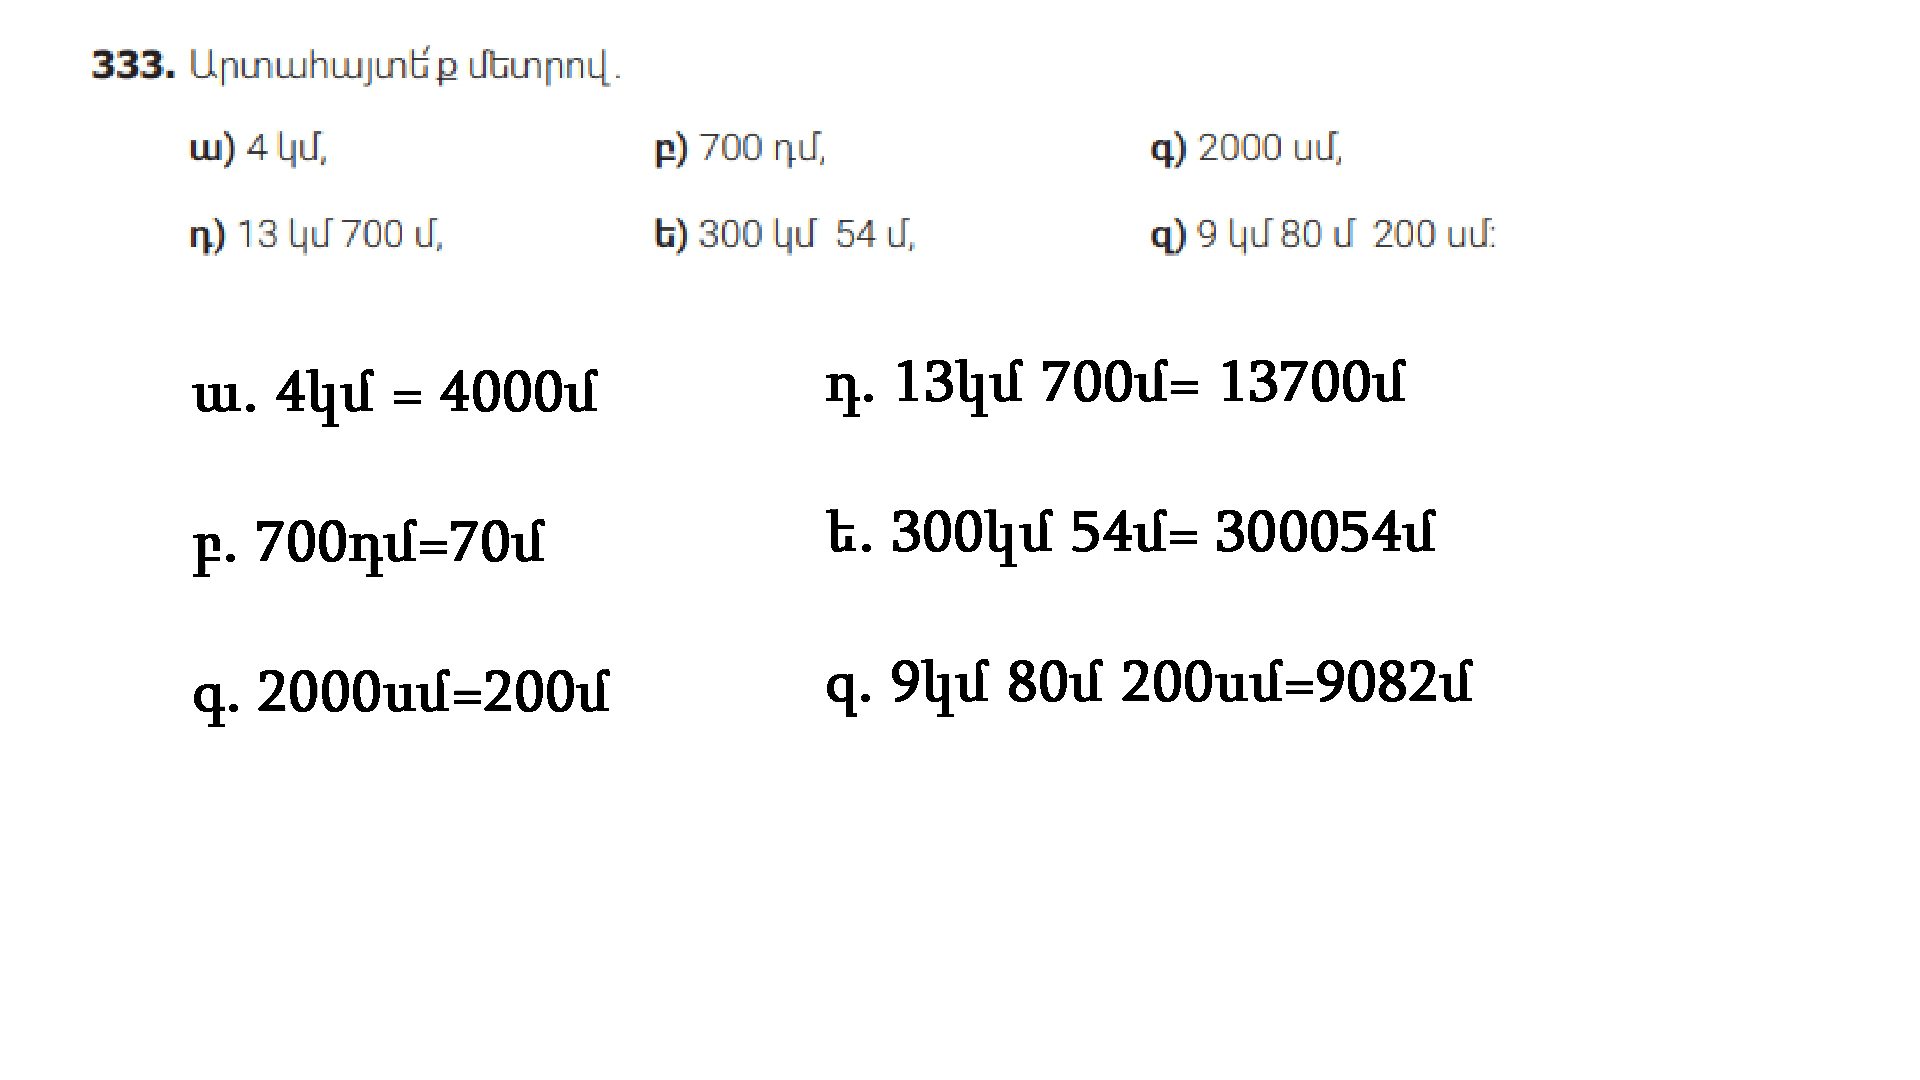 333. Արտահայտե՛ք մետրով.
ա) 4 կմ, բ) 700 դմ, գ) 2000 սմ,
դ) 13 կմ 700 մ, ե) 300 կմ 54 մ, զ) 9 կմ 80 մ 200 սմ:
ա. 4կմ = 4000մ
բ. 700դմ=70մ
գ. 2000սմ=200մ
դ. 13կմ 700մ= 13700մ
ե. 300կմ 54մ= 300054մ
զ. 9կմ 80մ 200սմ=9082մ